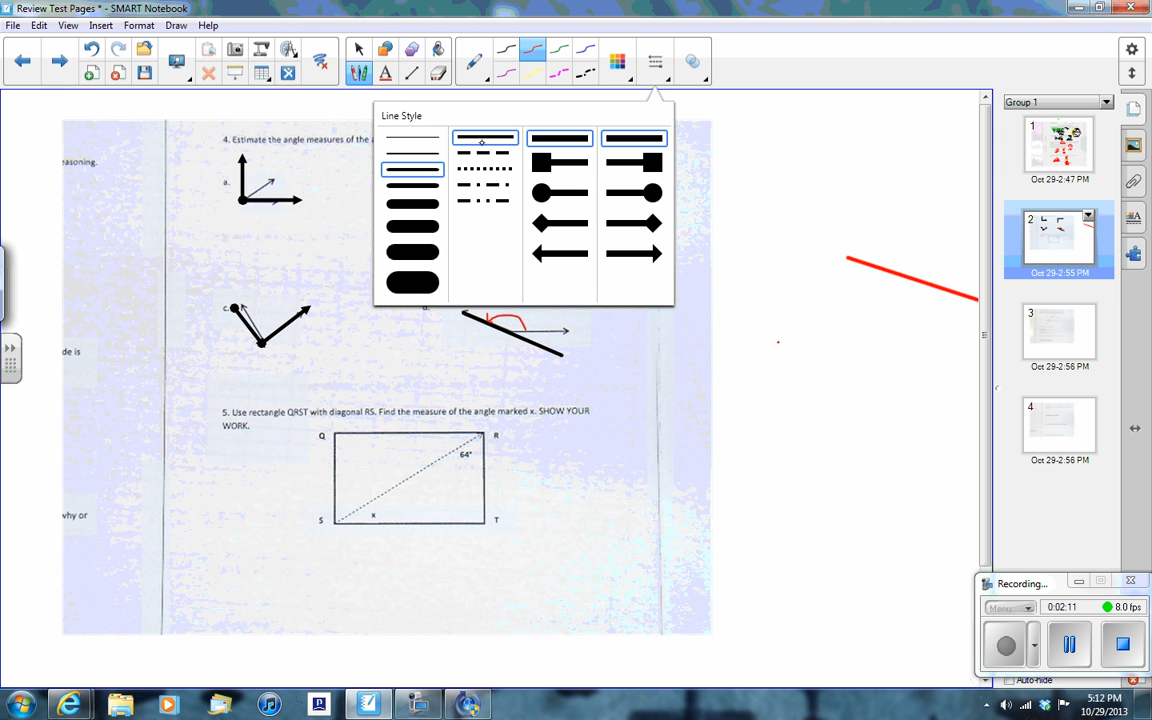 Review Test Pages * - SMART Notebook
File Edit View Insert Format Draw Help
Line Style
Group 1
1
Oct 29-2:47 PM
2
Oct 29-2:55 PM
3
Oct 29-2:56 PM
4
Oct 29-2:56 PM
easoning.
4. Estimate the angle measures of the
a.
c.
d.
de is
5. Use rectangle QRST with diagonal RS. Find the measure of the angle marked x. SHOW YOUR
WORK.
Q R
64°
x
S T
why or
Recording...
Menu
0:02:11 8.0 fps
Auto-hide
5:12 PM
10/29/2013